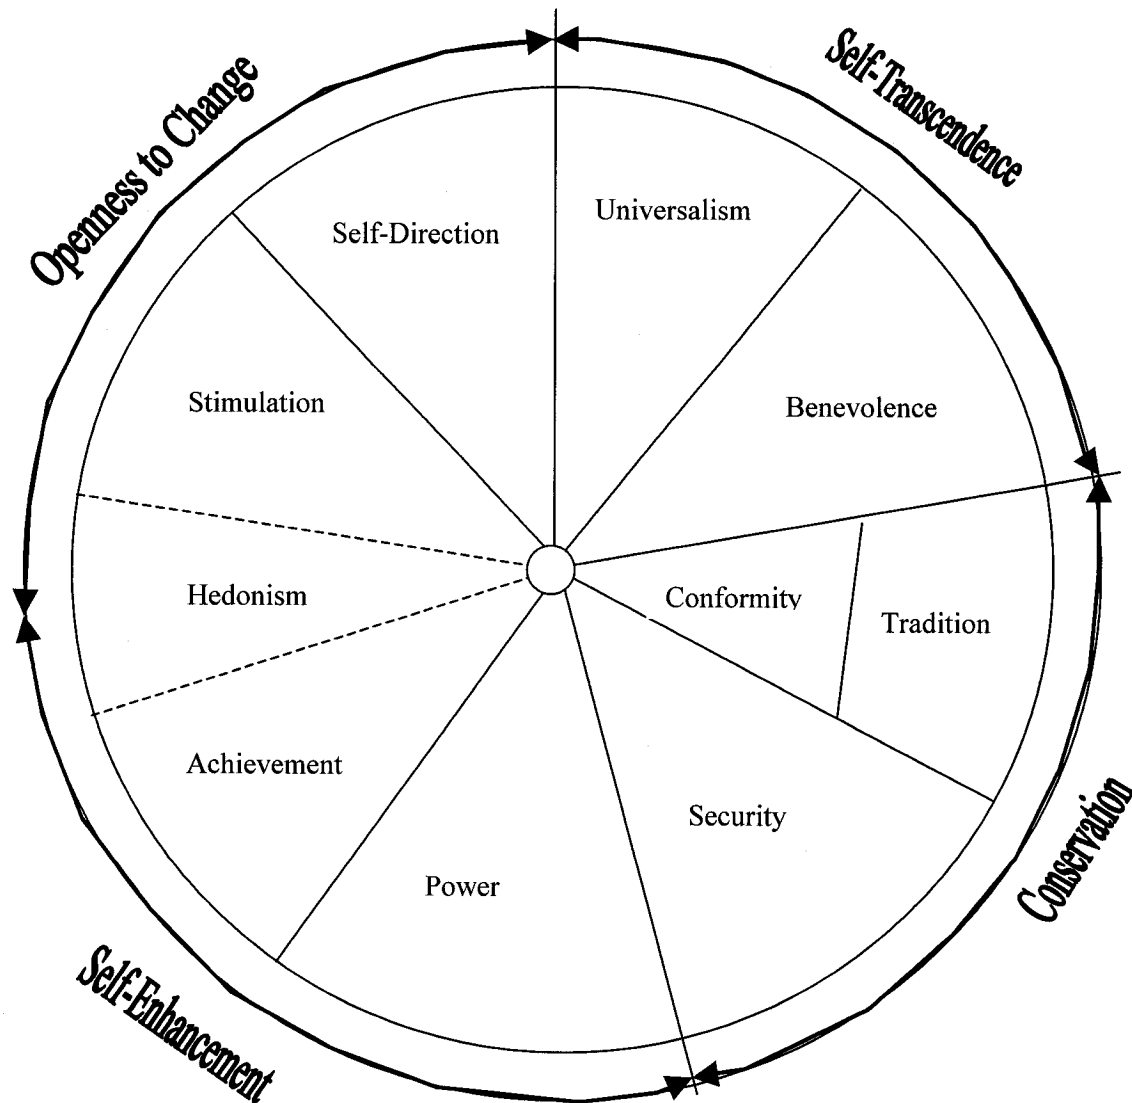 Self-Transcendence
Openness to Change
Self-Direction
Universalism
Stimulation
Benevolence
Hedonism
Conformity
Tradition
Achievement
Security
Power
Conservation
Self-Enhancement